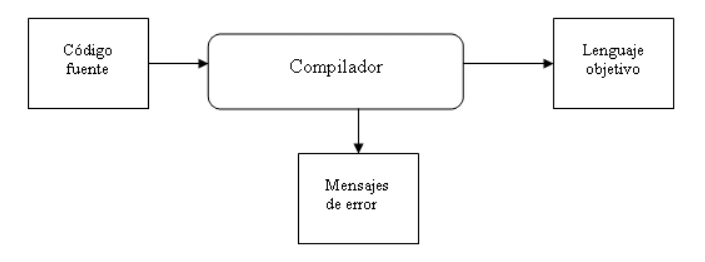 Código
fuente
Compilador
Lenguaje
objetivo
Mensajes
de error